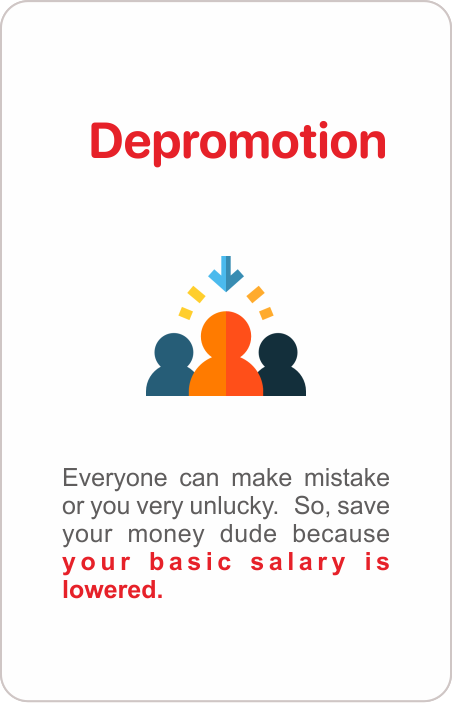 Depromotion
Everyone can make mistake
or you very unlucky. So, save
your money dude because
your basic salary is
lowered.